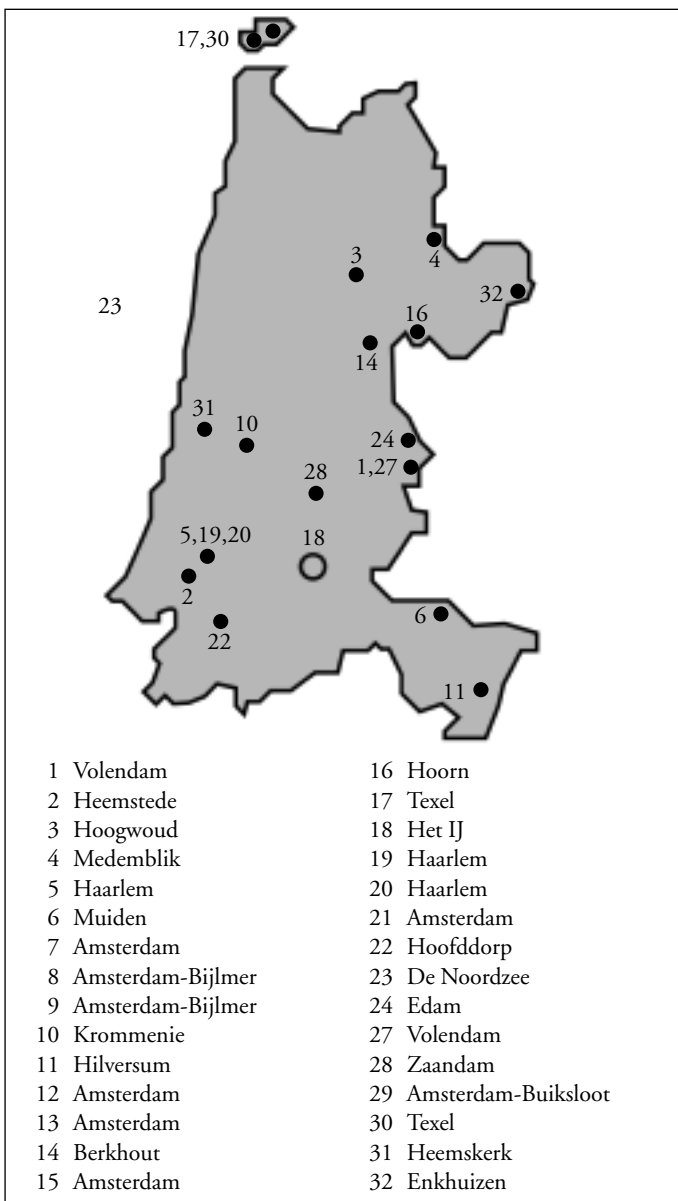 17,30
3
4
32
23
16
14
31
10
24
1,27
28
5,19,20
18
2
6
22
11
1 Volendam
2 Heemstede
3 Hoogwoud
4 Medemblik
5 Haarlem
6 Muiden
7 Amsterdam
8 Amsterdam-Bijlmer
9 Amsterdam-Bijlmer
10 Krommenie
11 Hilversum
12 Amsterdam
13 Amsterdam
14 Berkhout
15 Amsterdam
16 Hoorn
17 Texel
18 Het IJ
19 Haarlem
20 Haarlem
21 Amsterdam
22 Hoofddorp
23 De Noordzee
24 Edam
27 Volendam
28 Zaandam
29 Amsterdam-Buiksloot
30 Texel
31 Heemskerk
32 Enkhuizen